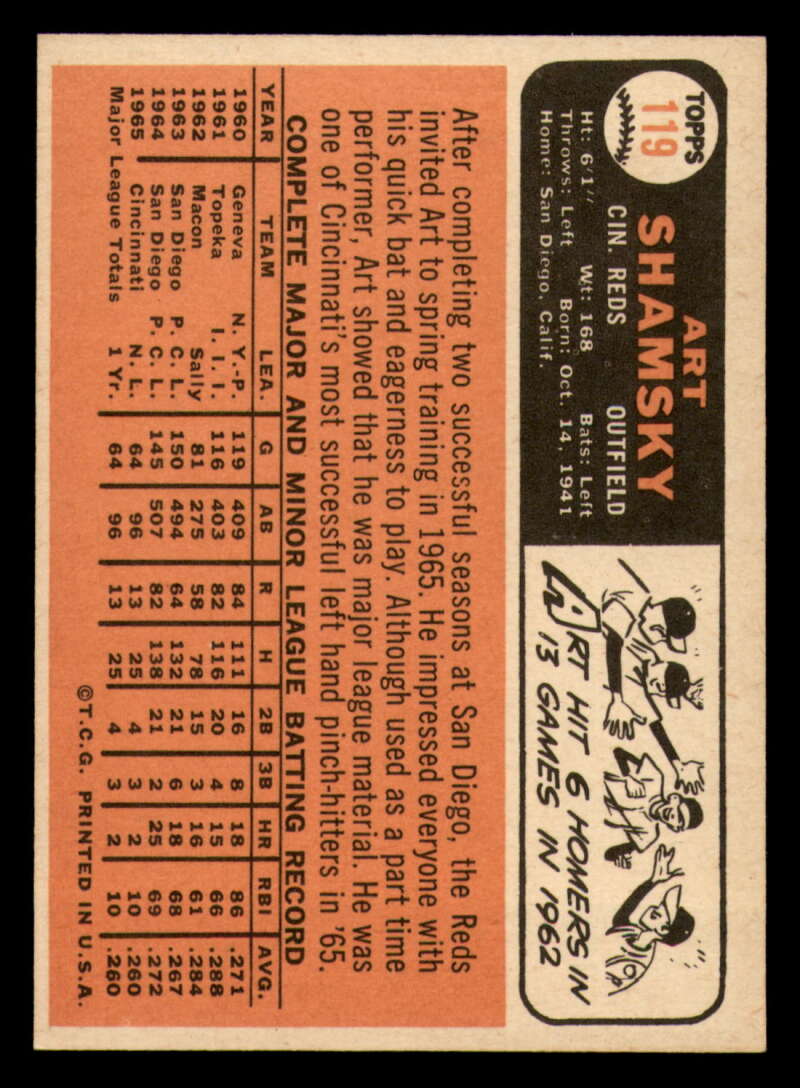 TOPPS
119
ART
SHAMSKY
CIN. REDS OUTFIELD
Ht: 6'1" Wt: 168 Bats: Left
Throws: Left Born: Oct. 14, 1941
Home: San Diego, Calif.
ART HIT 6 HOMERS IN
13 GAMES IN 1962
After completing two successful seasons at San Diego, the Reds
invited Art to spring training in 1965. He impressed everyone with
his quick bat and eagerness to play. Although used as a part time
performer, Art showed that he was major league material. He was
one of Cincinnati's most successful left hand pinch-hitters in '65.
COMPLETE MAJOR AND MINOR LEAGUE BATTING RECORD
YEAR TEAM LEA. G AB R H 2B 3B HR RBI AVG.
1960 Geneva N. Y.-P. 119 409 84 111 16 8 18 86 .271
1961 Topeka I. I. I. 116 403 82 116 20 4 15 66 .288
1962 Macon Sally 81 275 58 78 15 3 16 61 .284
1963 San Diego P. C. L. 150 494 64 132 21 6 18 68 .267
1964 San Diego P. C. L. 145 507 82 138 21 2 25 69 .272
1965 Cincinnati N. L. 64 96 13 25 4 3 2 10 .260
Major League Totals 1 Yr. 64 96 13 25 4 3 2 10 .260
©T.C.G. PRINTED IN U.S.A.